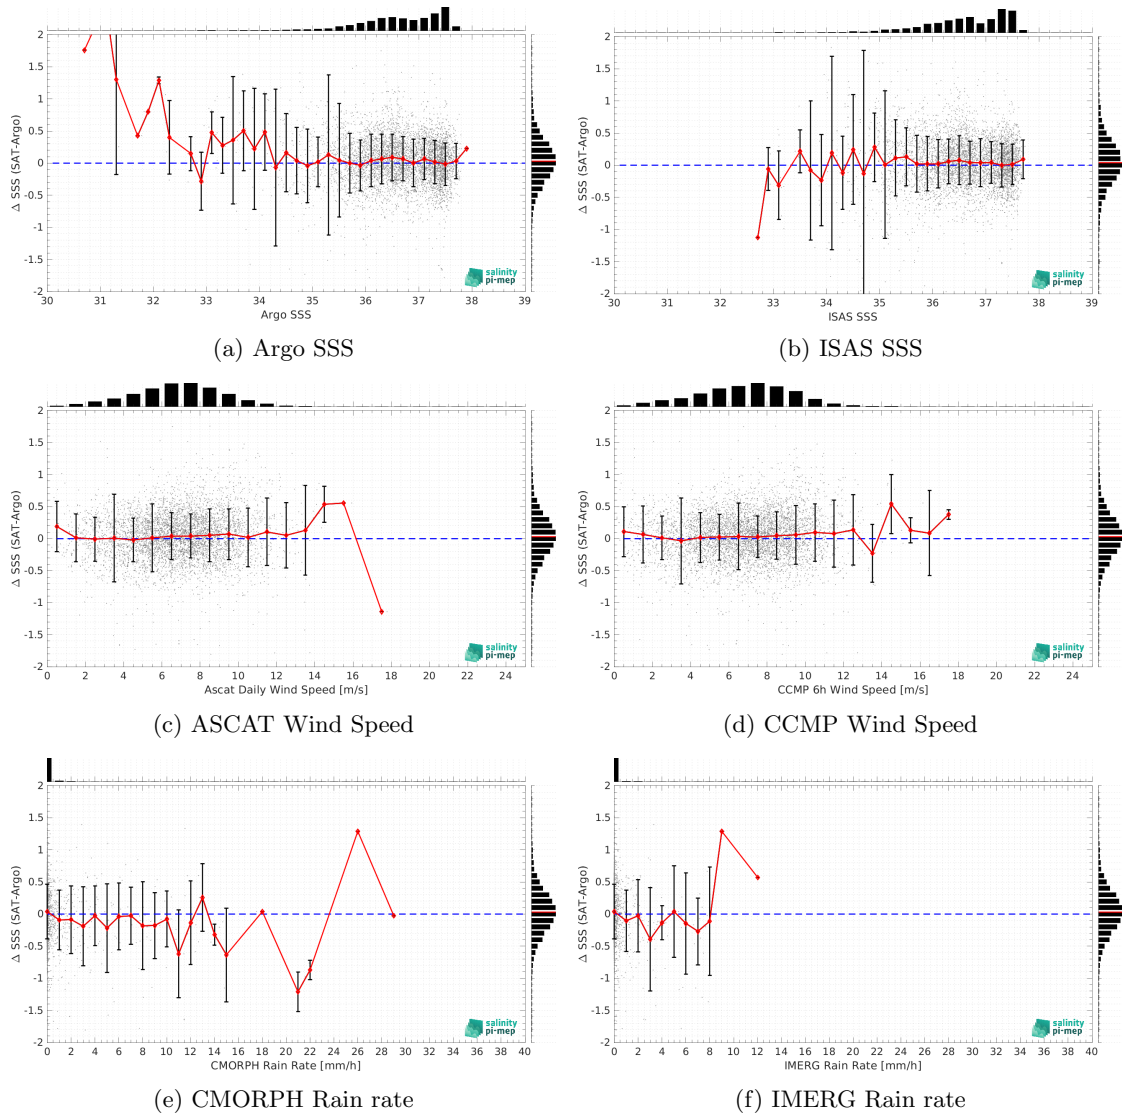 2
1.5
1
0.5
0
-0.5
-1
-1.5
-2
Δ SSS (SAT-Argo)
30 31 32 33 34 35 36 37 38 39
Argo SSS
salinity
pi-mep
(a) Argo SSS
2
1.5
1
0.5
0
-0.5
-1
-1.5
-2
Δ SSS (SAT-Argo)
30 31 32 33 34 35 36 37 38 39
ISAS SSS
salinity
pi-mep
(b) ISAS SSS
2
1.5
1
0.5
0
-0.5
-1
-1.5
-2
Δ SSS (SAT-Argo)
0 2 4 6 8 10 12 14 16 18 20 22 24
Ascat Daily Wind Speed [m/s]
salinity
pi-mep
(c) ASCAT Wind Speed
2
1.5
1
0.5
0
-0.5
-1
-1.5
-2
Δ SSS (SAT-Argo)
0 2 4 6 8 10 12 14 16 18 20 22 24
CCMP 6h Wind Speed [m/s]
salinity
pi-mep
(d) CCMP Wind Speed
2
1.5
1
0.5
0
-0.5
-1
-1.5
-2
Δ SSS (SAT-Argo)
0 2 4 6 8 10 12 14 16 18 20 22 24 26 28 30 32 34 36 38 40
CMORPH Rain Rate [mm/h]
salinity
pi-mep
(e) CMORPH Rain rate
2
1.5
1
0.5
0
-0.5
-1
-1.5
-2
Δ SSS (SAT-Argo)
0 2 4 6 8 10 12 14 16 18 20 22 24 26 28 30 32 34 36 38 40
IMERG Rain Rate [mm/h]
salinity
pi-mep
(f) IMERG Rain rate